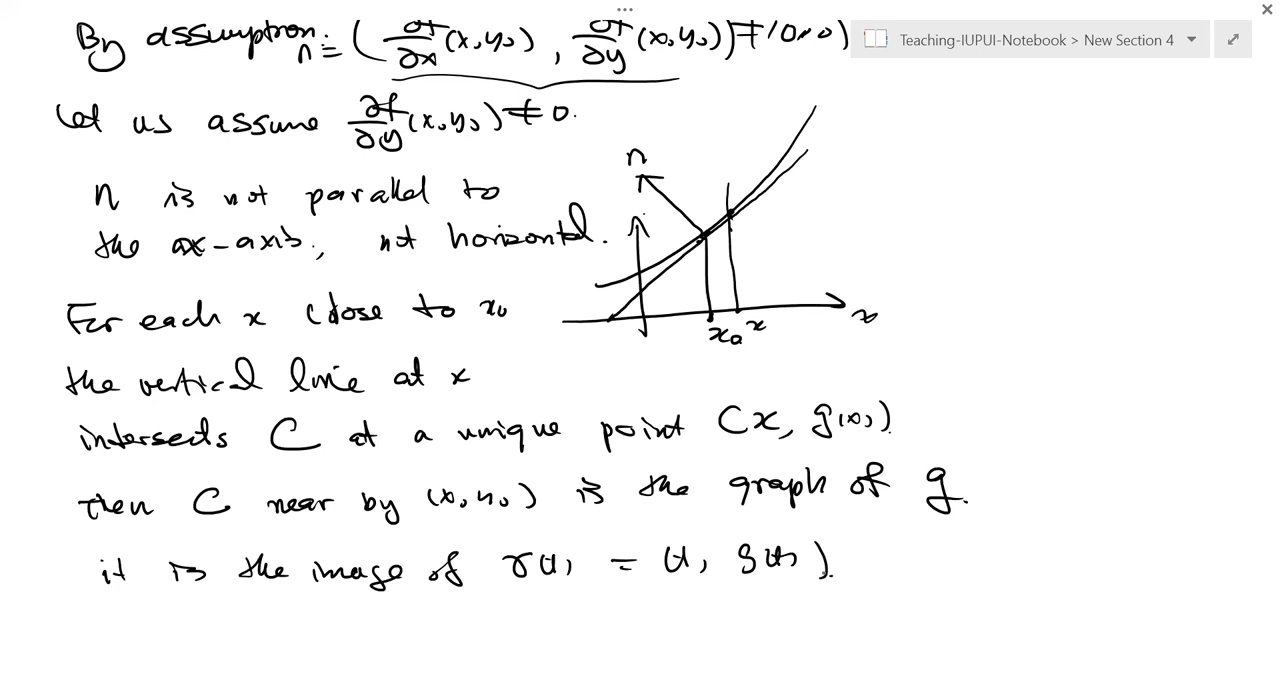 By assumption. n = ( ∂f/∂x (x₀, y₀) , ∂f/∂y (x₀, y₀) ) ≠ (0, 0)
Teaching-IUPUI-Notebook > New Section 4
Let us assume ∂f/∂y (x₀, y₀) ≠ 0.
n is not parallel to
the x-axis, not horizontal.
n
For each x close to x₀
x₀ x
x
the vertical line at x
intersects C at a unique point (x, g(x)).
then C near by (x₀, y₀) is the graph of g.
it is the image of r(t) = (t, g(t)).